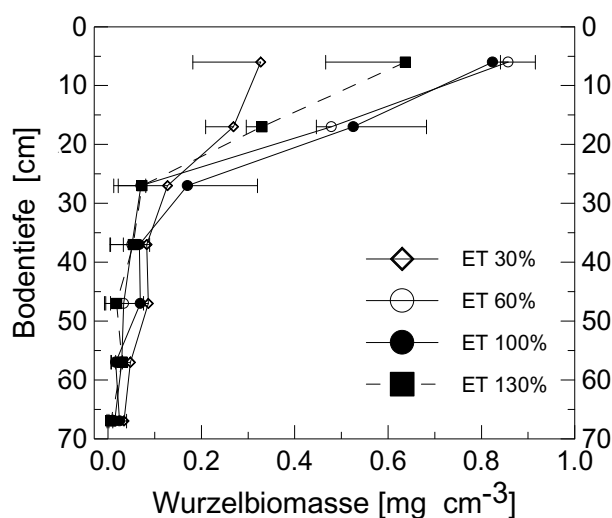 0 0
10 10
20 20
30 30
40 40
50 50
60 60
70 70
Bodentiefe [cm]
ET 30%
ET 60%
ET 100%
ET 130%
0.0 0.2 0.4 0.6 0.8 1.0
Wurzelbiomasse [mg cm-3]